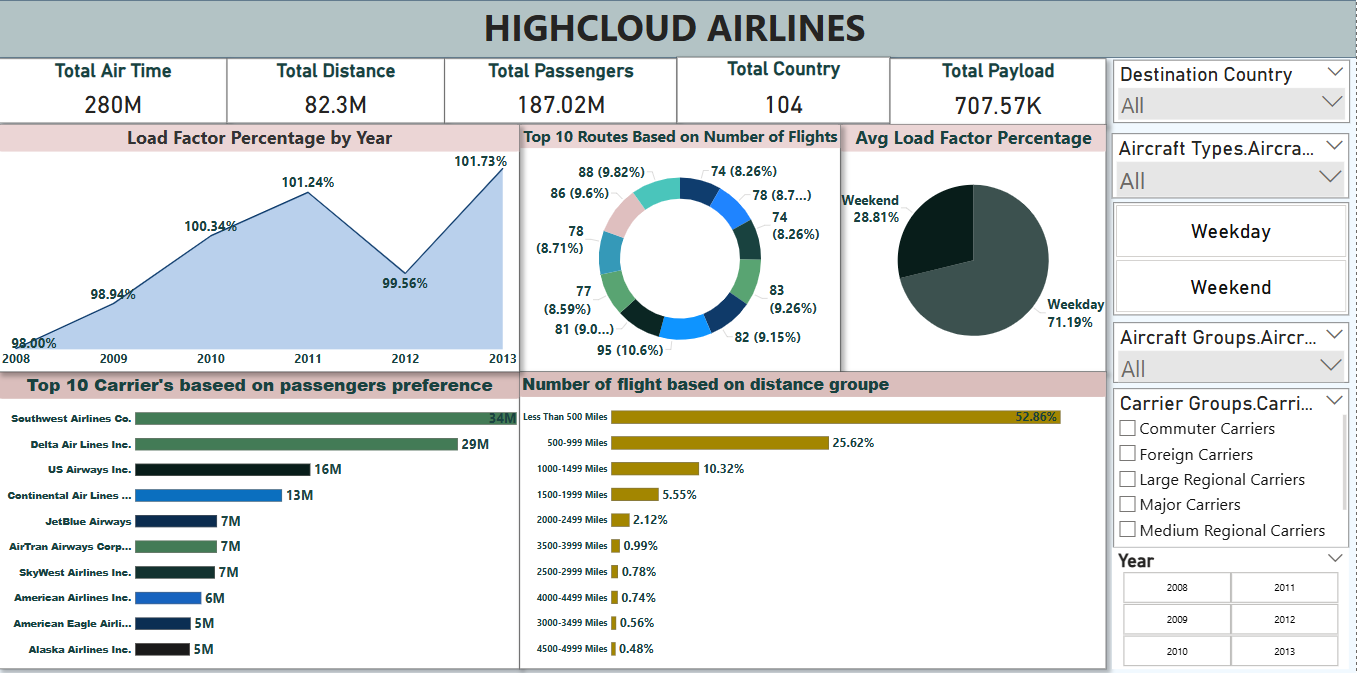 HIGHCLOUD AIRLINES
Total Air Time
280M
Total Distance
82.3M
Total Passengers
187.02M
Total Country
104
Total Payload
707.57K
Load Factor Percentage by Year
98.00%
98.94%
100.34%
101.24%
99.56%
101.73%
2008
2009
2010
2011
2012
2013
Top 10 Routes Based on Number of Flights
74 (8.26%)
78 (8.7...)
74
(8.26%)
83
(9.26%)
82 (9.15%)
95 (10.6%)
81 (9.0...)
77
(8.59%)
78
(8.71%)
86 (9.6%)
88 (9.82%)
Avg Load Factor Percentage
Weekend
28.81%
Weekday
71.19%
Top 10 Carrier's baseed on passengers preference
Southwest Airlines Co. 34M
Delta Air Lines Inc. 29M
US Airways Inc. 16M
Continental Air Lines ... 13M
JetBlue Airways 7M
AirTran Airways Corp... 7M
SkyWest Airlines Inc. 7M
American Airlines Inc. 6M
American Eagle Airli... 5M
Alaska Airlines Inc. 5M
Number of flight based on distance groupe
Less Than 500 Miles 52.86%
500-999 Miles 25.62%
1000-1499 Miles 10.32%
1500-1999 Miles 5.55%
2000-2499 Miles 2.12%
3500-3999 Miles 0.99%
2500-2999 Miles 0.78%
4000-4499 Miles 0.74%
3000-3499 Miles 0.56%
4500-4999 Miles 0.48%
Destination Country
All
Aircraft Types.Aircra...
All
Weekday
Weekend
Aircraft Groups.Aircr...
All
Carrier Groups.Carri...
Commuter Carriers
Foreign Carriers
Large Regional Carriers
Major Carriers
Medium Regional Carriers
Year
2008 2011
2009 2012
2010 2013